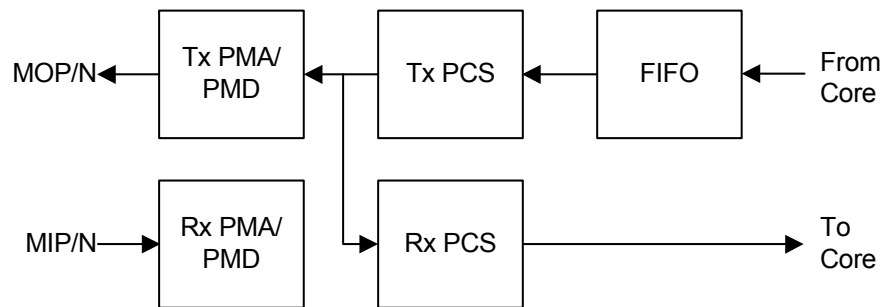 MOP/N
Tx PMA/
PMD
Tx PCS
FIFO
From
Core
MIP/N
Rx PMA/
PMD
Rx PCS
To
Core